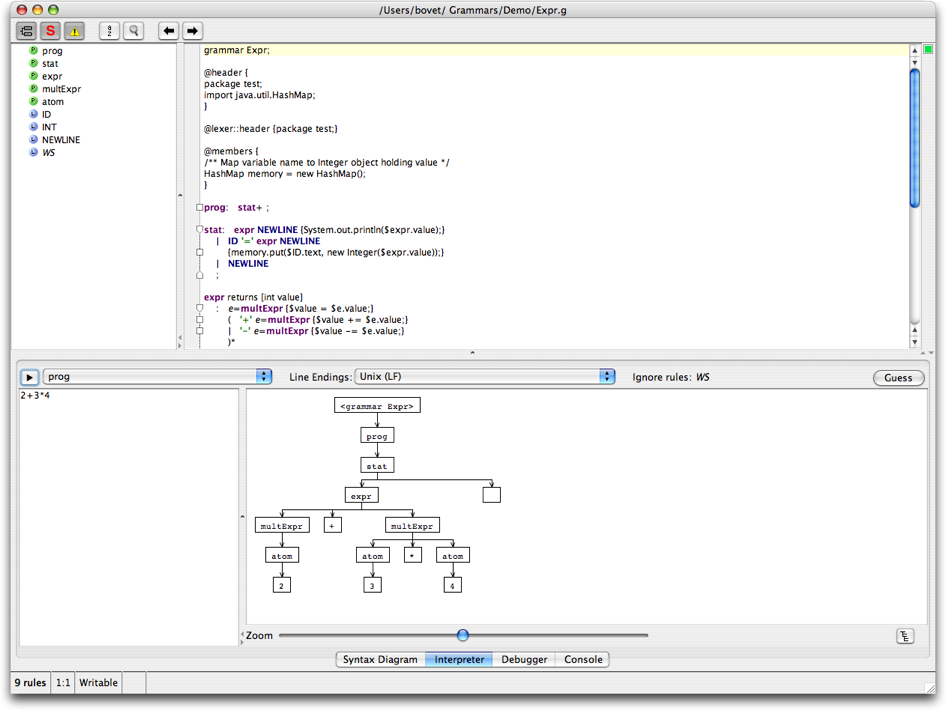 /Users/bovet/ Grammars/Demo/Expr.g
S
prog
stat
expr
multExpr
atom
ID
INT
NEWLINE
WS
grammar Expr;
@header {
package test;
import java.util.HashMap;
}
@lexer::header {package test;}
@members {
/** Map variable name to Integer object holding value */
HashMap memory = new HashMap();
}
prog: stat+ ;
stat: expr NEWLINE {System.out.println($expr.value);}
| ID '=' expr NEWLINE
{memory.put($ID.text, new Integer($expr.value));}
| NEWLINE
;
expr returns [int value]
: e=multExpr {$value = $e.value;}
( '+' e=multExpr {$value += $e.value;}
| '-' e=multExpr {$value -= $e.value;}
)*
prog Line Endings: Unix (LF) Ignore rules: WS Guess
2+3*4
<grammar Expr>
prog
stat
expr
multExpr + multExpr
atom atom * atom
2 3 4
Zoom
Syntax Diagram Interpreter Debugger Console
9 rules 1:1 Writable